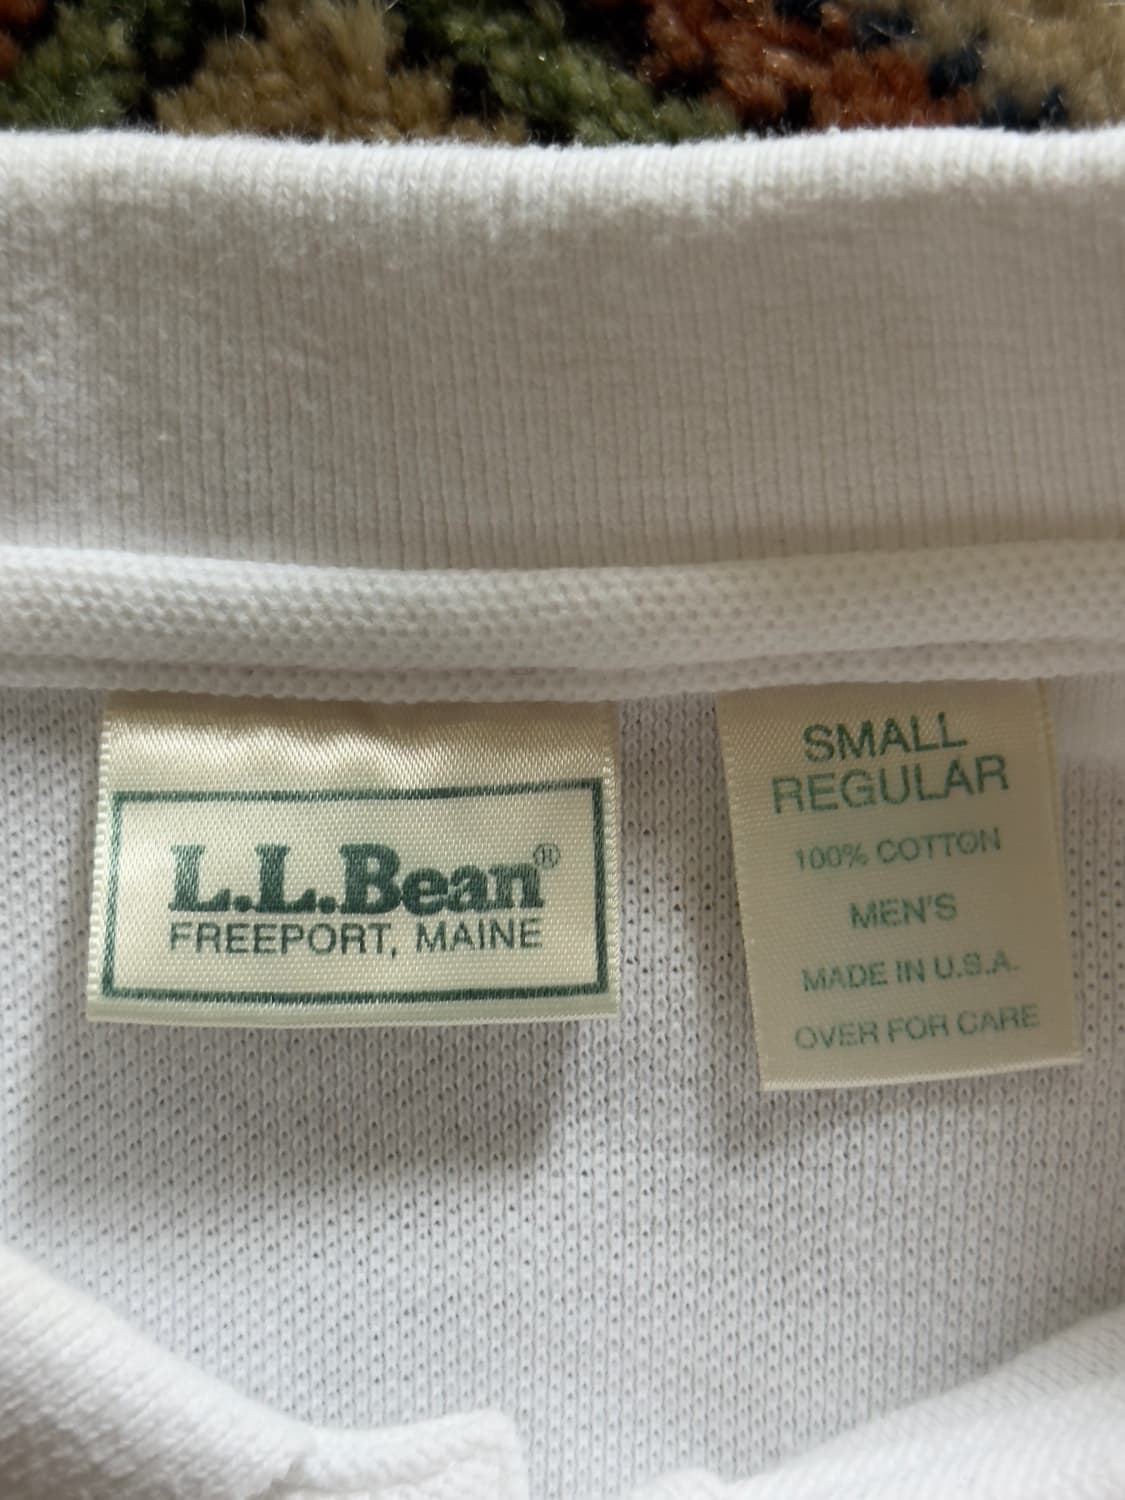 L.L.Bean®
FREEPORT, MAINE
SMALL
REGULAR
100% COTTON
MEN'S
MADE IN U.S.A.
OVER FOR CARE